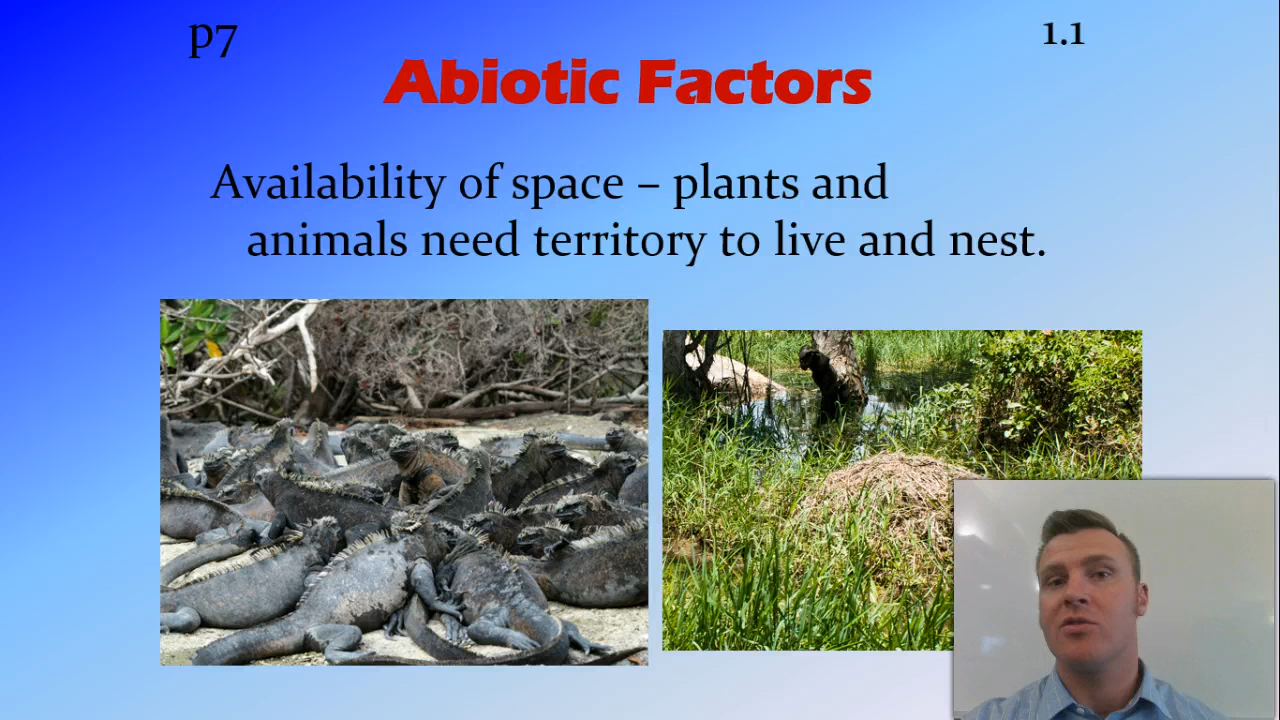 p7
1.1
Abiotic Factors
Availability of space – plants and
animals need territory to live and nest.